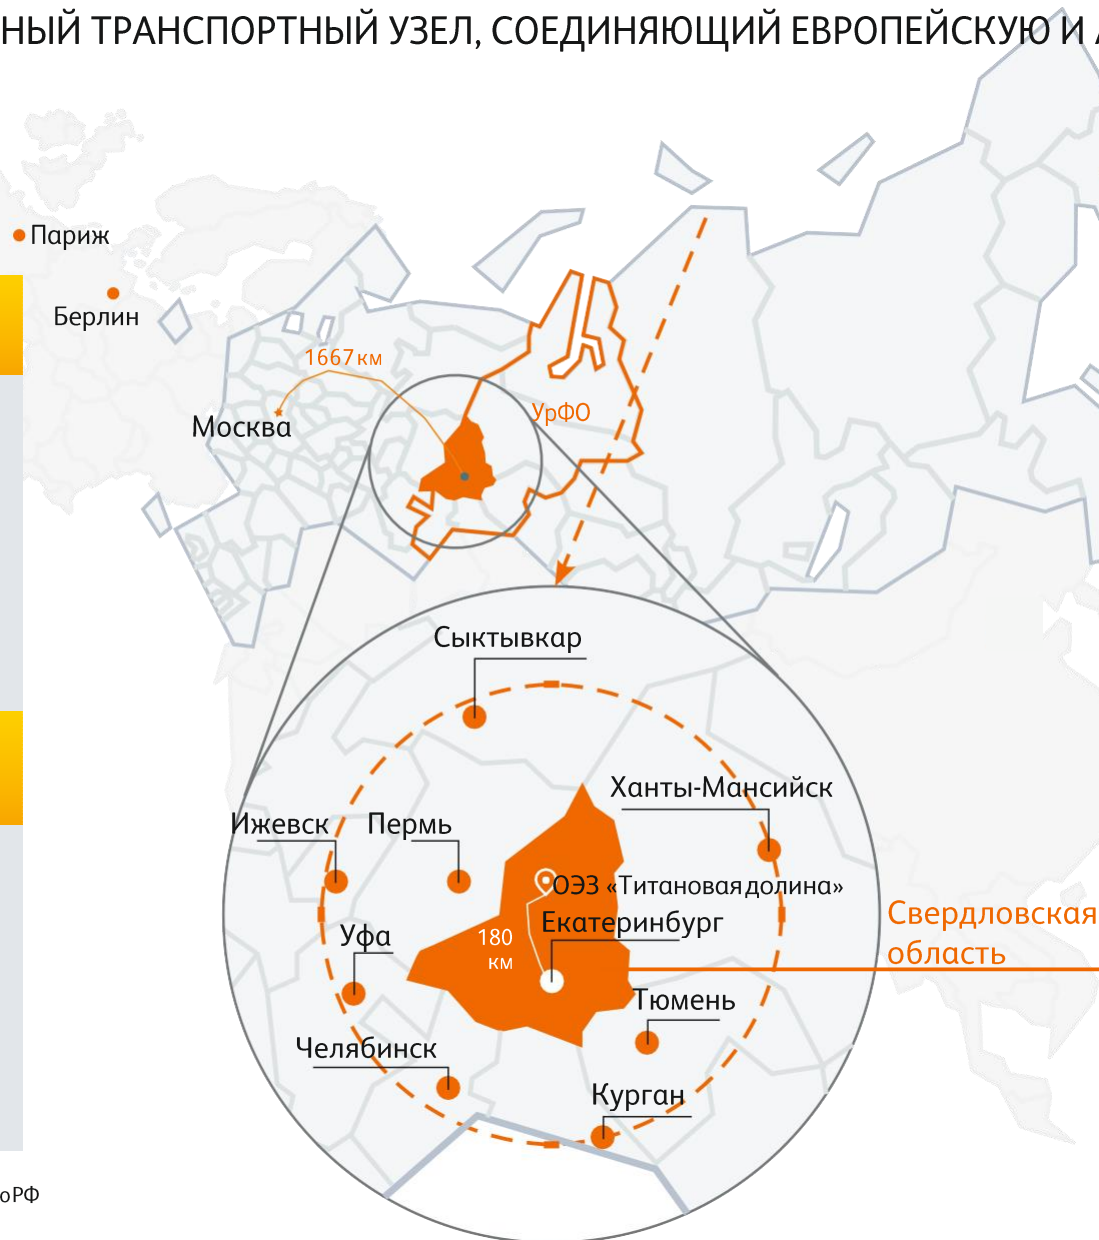 НЫЙ ТРАНСПОРТНЫЙ УЗЕЛ, СОЕДИНЯЮЩИЙ ЕВРОПЕЙСКУЮ И
Париж
Берлин
1667 км
Москва
УрФО
Сыктывкар
Ханты-Мансийск
Ижевск
Пермь
ОЭЗ «Титановая долина»
Екатеринбург
180
км
Свердловская
область
Уфа
Тюмень
Челябинск
Курган
оРФ